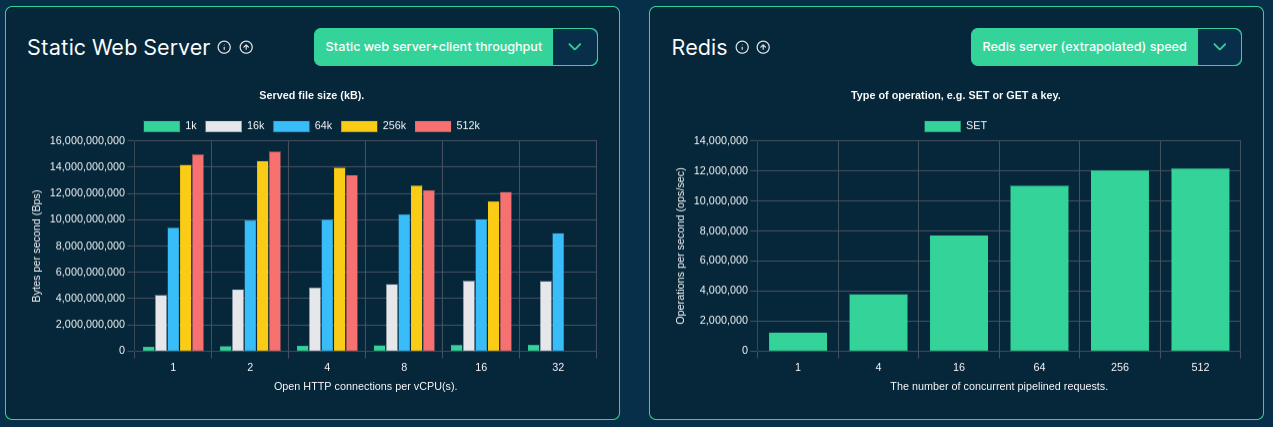 Static Web Server
Static web server+client throughput
Served file size (kB).
1k 16k 64k 256k 512k
Bytes per second (Bps)
16,000,000,000
14,000,000,000
12,000,000,000
10,000,000,000
8,000,000,000
6,000,000,000
4,000,000,000
2,000,000,000
0
1 2 4 8 16 32
Open HTTP connections per vCPU(s).
Redis
Redis server (extrapolated) speed
Type of operation, e.g. SET or GET a key.
SET
Operations per second (ops/sec)
14,000,000
12,000,000
10,000,000
8,000,000
6,000,000
4,000,000
2,000,000
0
1 4 16 64 256 512
The number of concurrent pipelined requests.